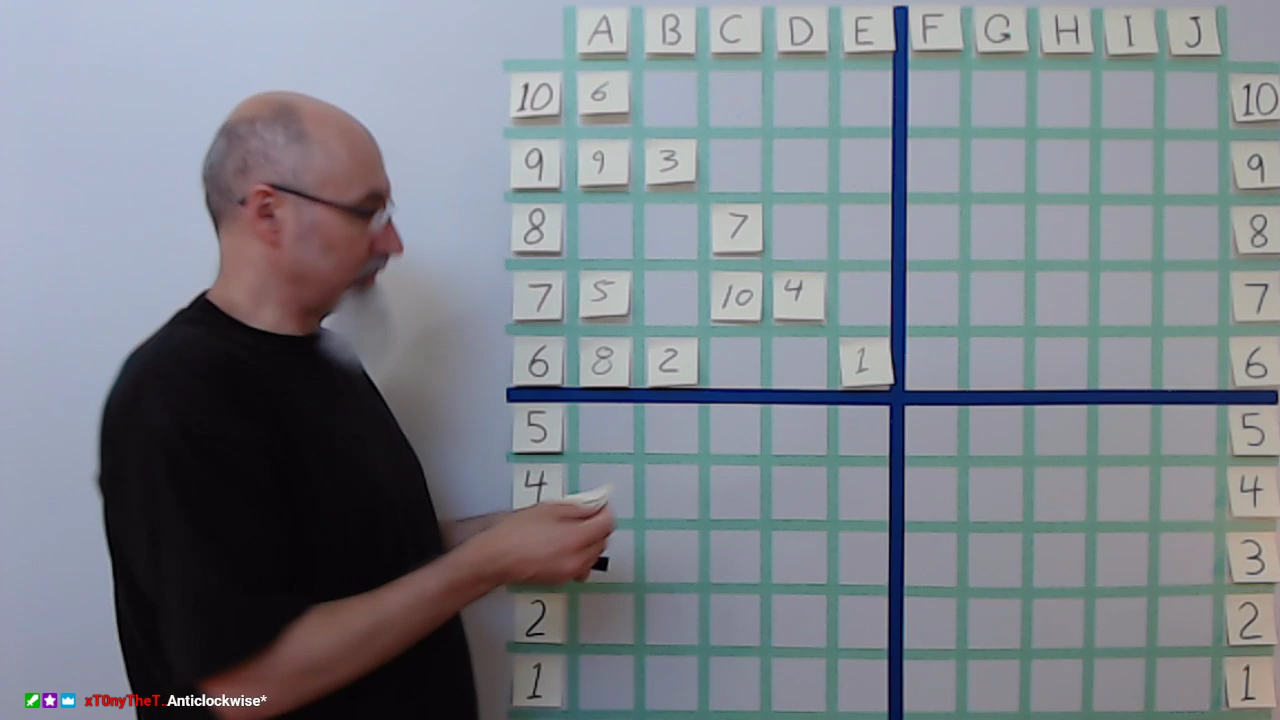 A B C D E F G H I J
10 6 10
9 9 3 9
8 7 8
7 5 10 4 7
6 8 2 1 6
5 5
4 4
3
2 2
1 1
xT0nyTheT.. Anticlockwise*